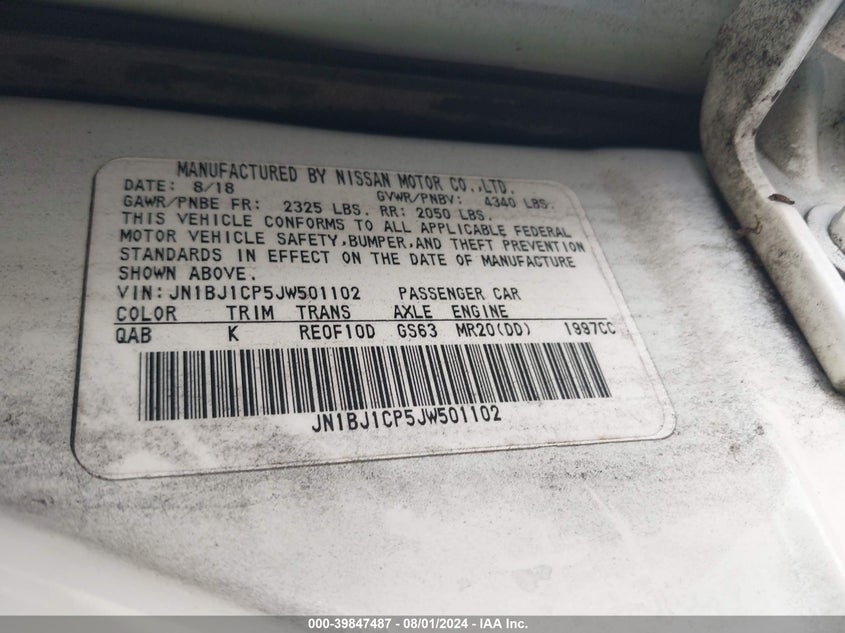 MANUFACTURED BY NISSAN MOTOR CO.,LTD.
DATE: 8/18 GVWR/PNBV: 4340 LBS.
GAWR/PNBE FR: 2325 LBS. RR: 2050 LBS.
THIS VEHICLE CONFORMS TO ALL APPLICABLE FEDERAL
MOTOR VEHICLE SAFETY,BUMPER,AND THEFT PREVENTION
STANDARDS IN EFFECT ON THE DATE OF MANUFACTURE
SHOWN ABOVE.
VIN:JN1BJ1CP5JW501102 PASSENGER CAR
COLOR TRIM TRANS AXLE ENGINE
QAB K RE0F10D GS63 MR20(DD) 1997CC
JN1BJ1CP5JW501102
000-39847487 - 08/01/2024 - IAA Inc.